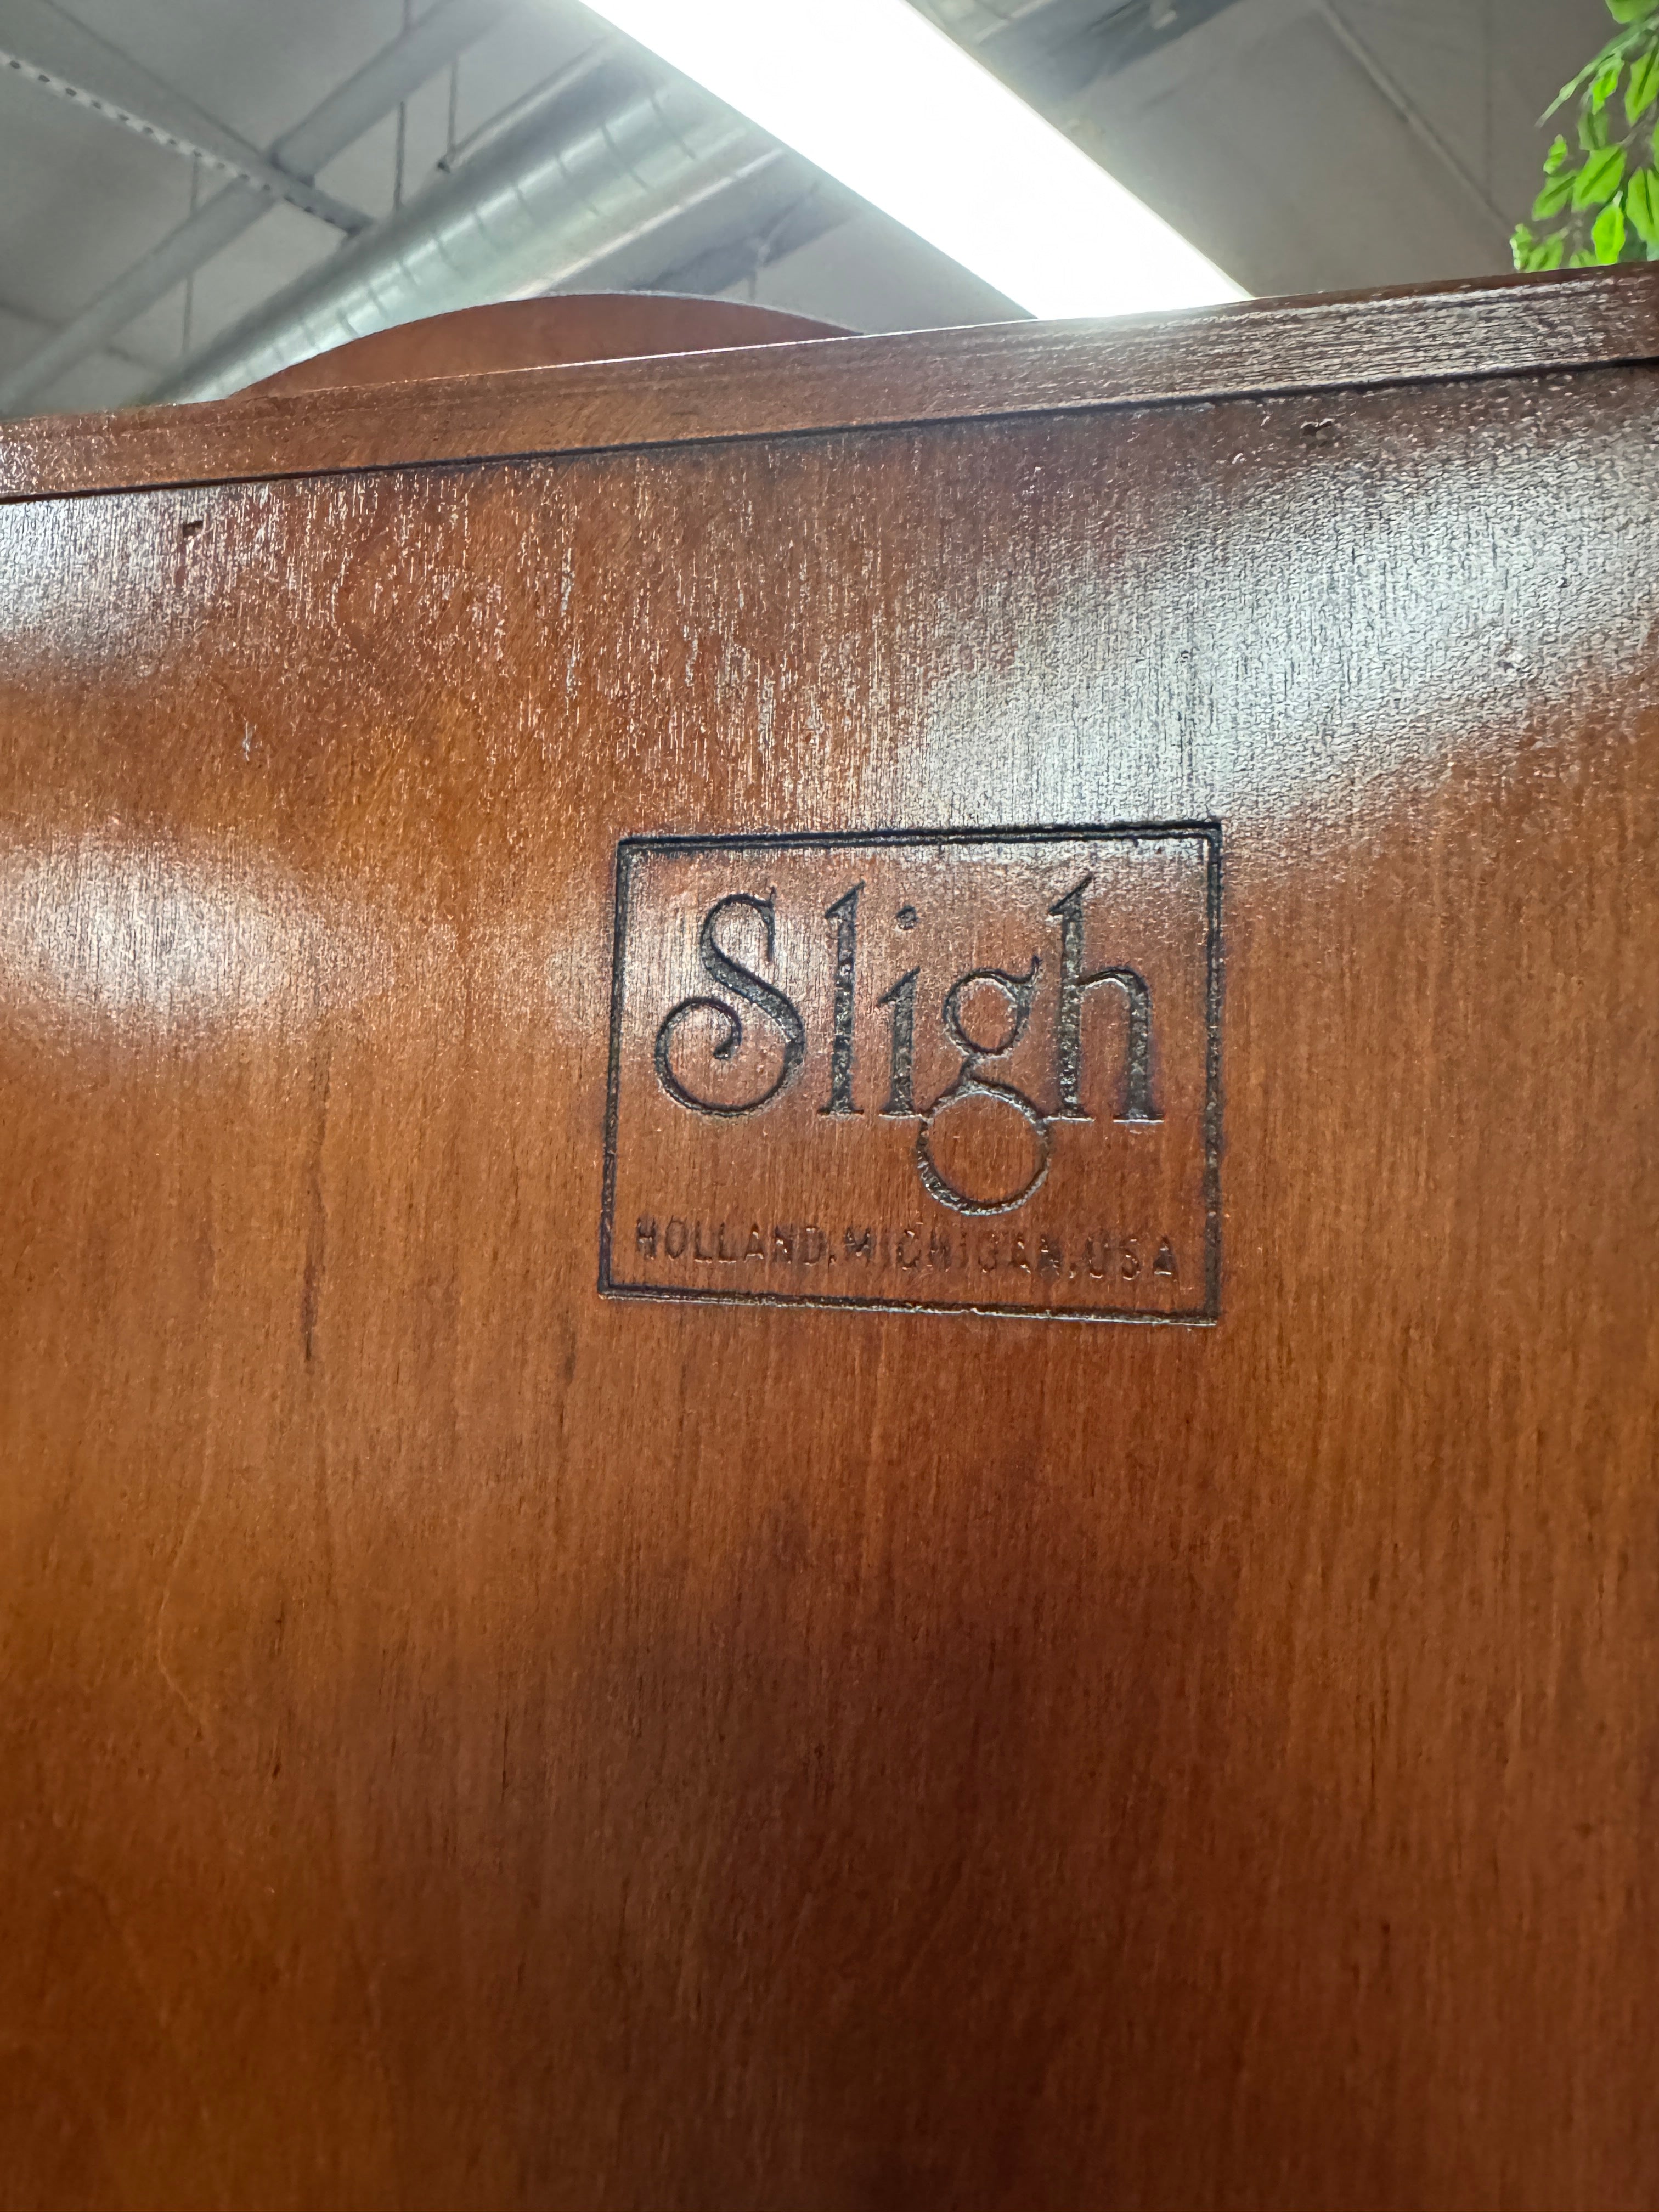 Sligh
HOLLAND, MICHIGAN, USA